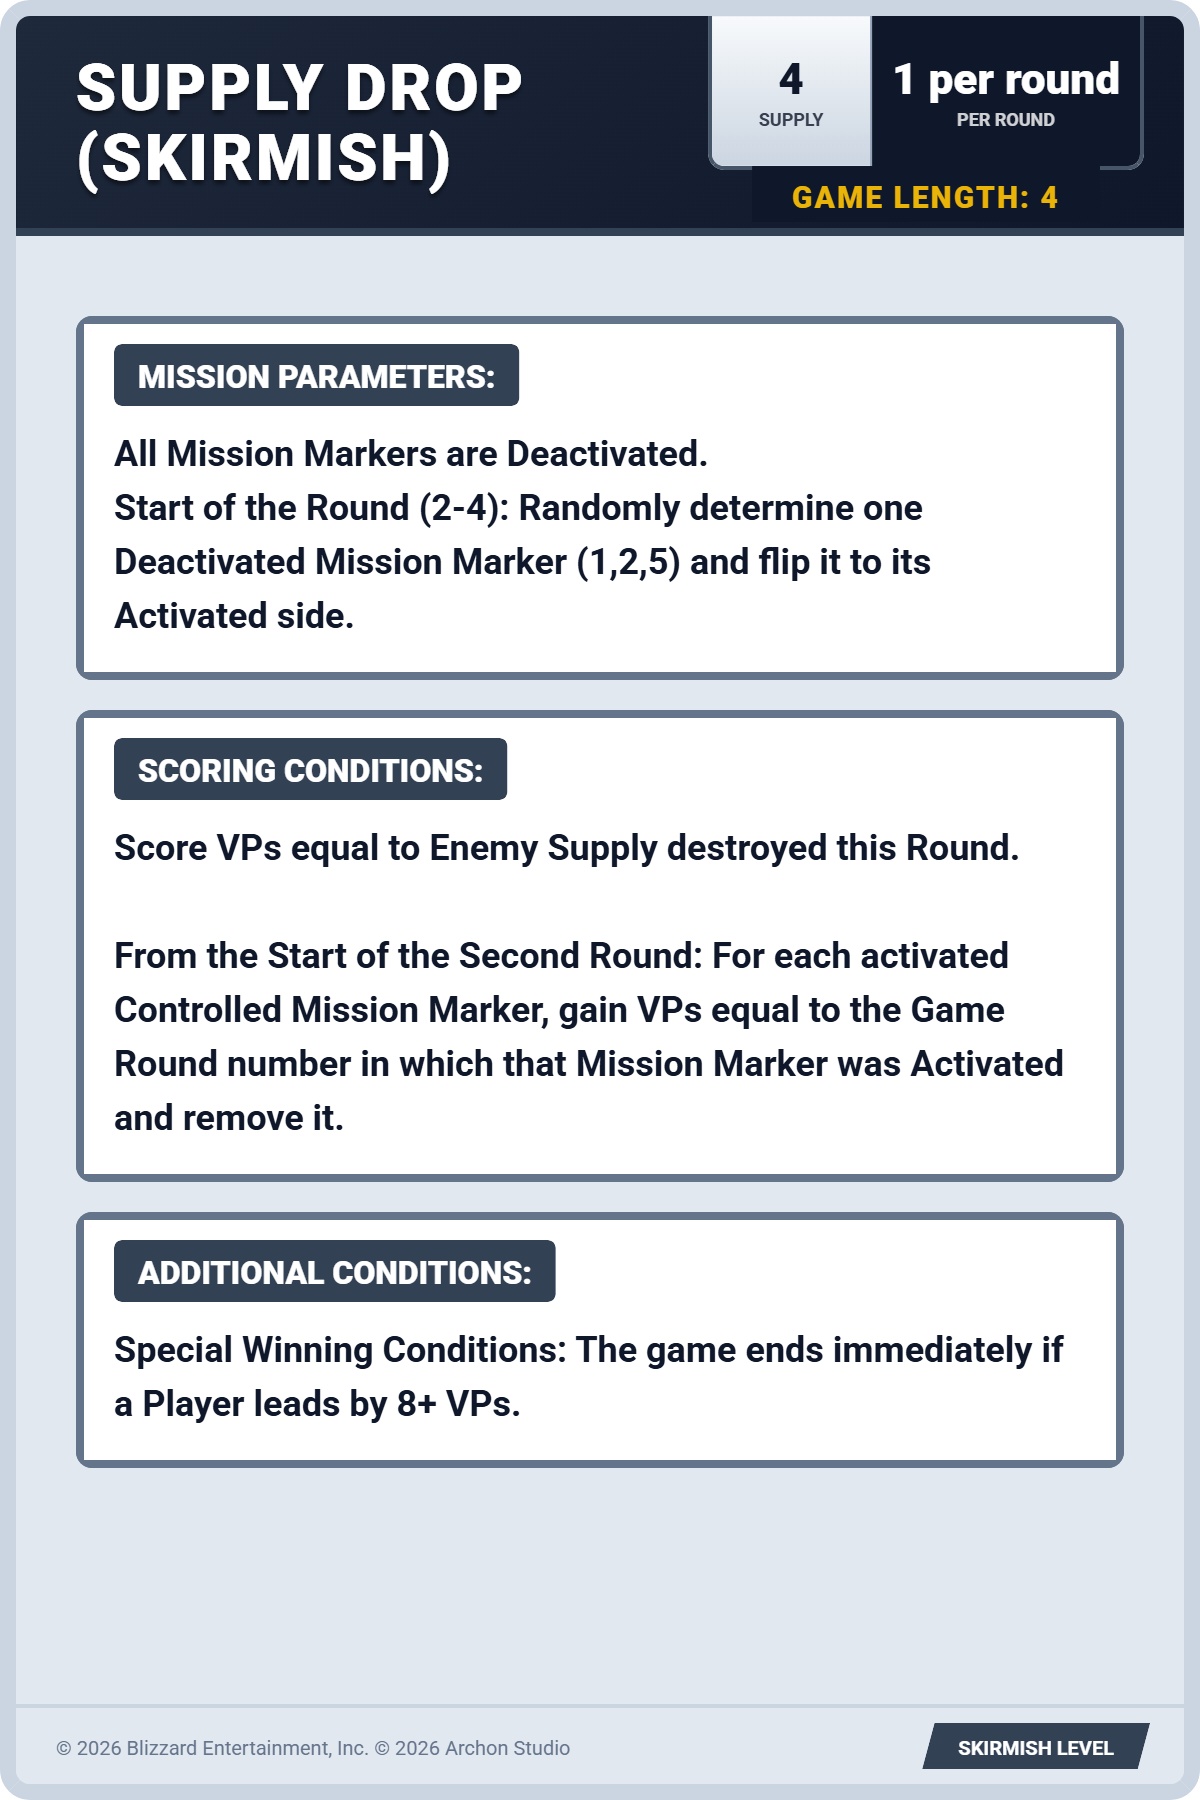 SUPPLY DROP
(SKIRMISH)
4
SUPPLY
1 per round
PER ROUND
GAME LENGTH: 4
MISSION PARAMETERS:
All Mission Markers are Deactivated.
Start of the Round (2-4): Randomly determine one
Deactivated Mission Marker (1,2,5) and flip it to its
Activated side.
SCORING CONDITIONS:
Score VPs equal to Enemy Supply destroyed this Round.
From the Start of the Second Round: For each activated
Controlled Mission Marker, gain VPs equal to the Game
Round number in which that Mission Marker was Activated
and remove it.
ADDITIONAL CONDITIONS:
Special Winning Conditions: The game ends immediately if
a Player leads by 8+ VPs.
© 2026 Blizzard Entertainment, Inc. © 2026 Archon Studio
SKIRMISH LEVEL